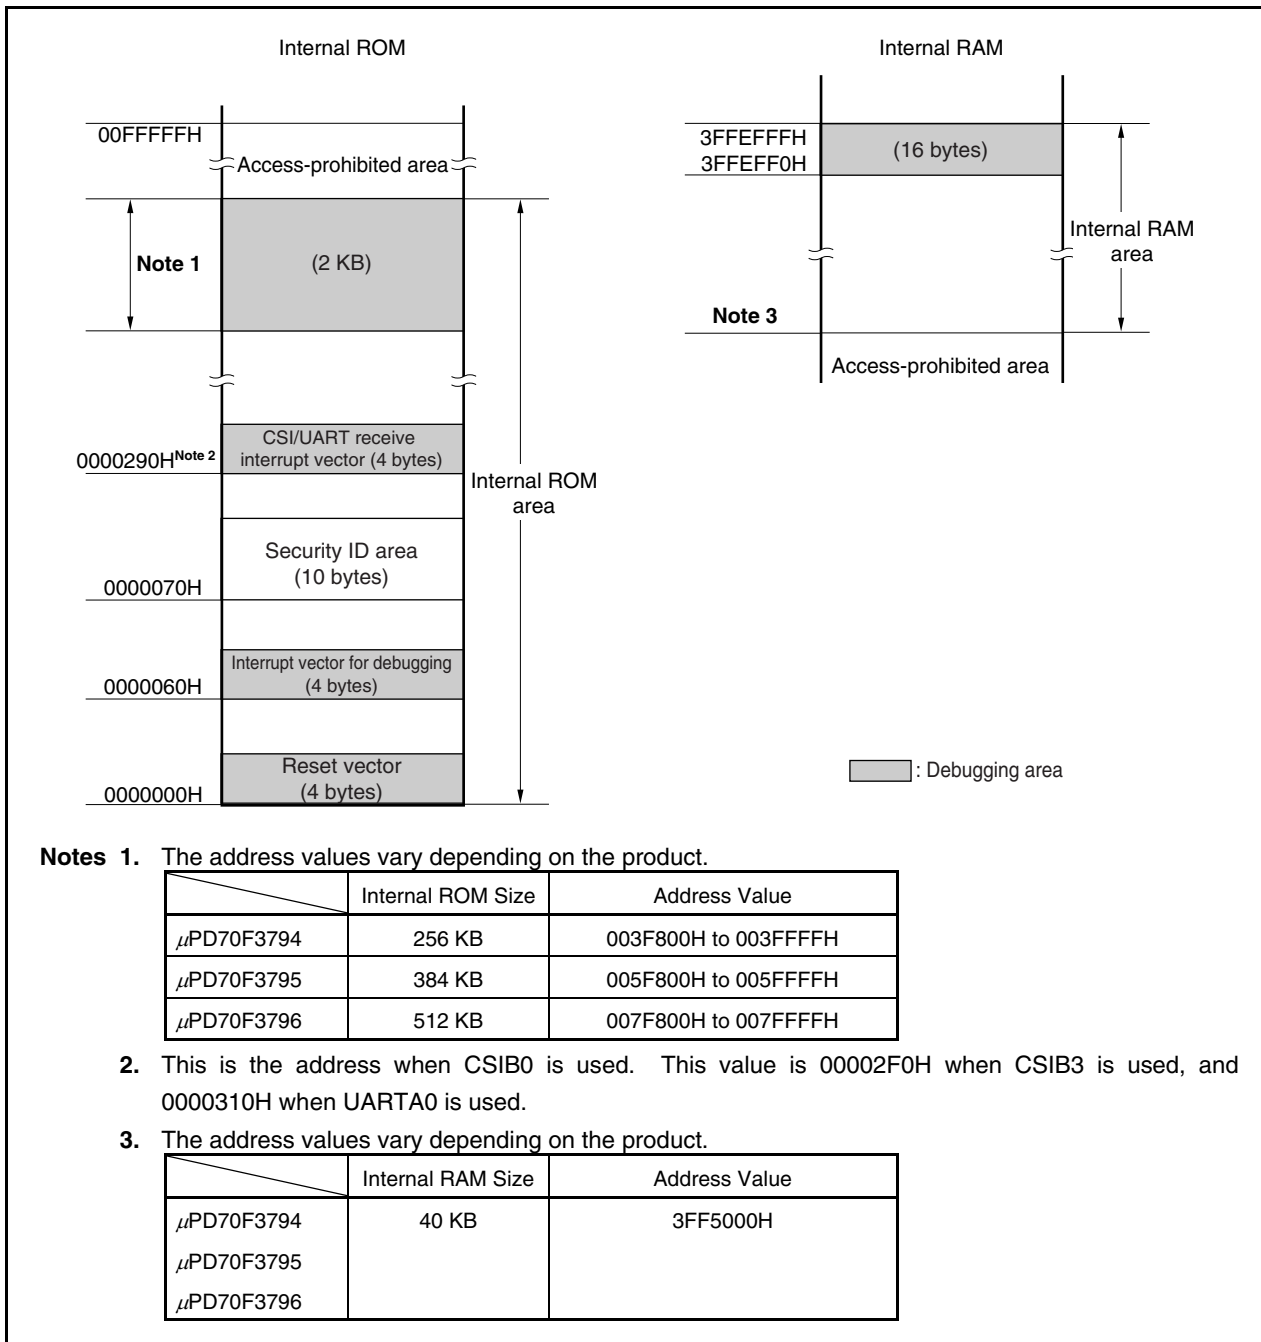 Internal ROM
00FFFFFH
Access-prohibited area
Note 1
(2 KB)
CSI/UART receive
interrupt vector (4 bytes)
0000290H Note 2
Internal ROM
area
Security ID area
(10 bytes)
0000070H
Interrupt vector for debugging
(4 bytes)
0000060H
Reset vector
(4 bytes)
0000000H
Internal RAM
3FFEFFFH
3FFEFF0H
(16 bytes)
Internal RAM
area
Note 3
Access-prohibited area
: Debugging area
Notes 1. The address values vary depending on the product.
Internal ROM Size Address Value
μPD70F3794 256 KB 003F800H to 003FFFFH
μPD70F3795 384 KB 005F800H to 005FFFFH
μPD70F3796 512 KB 007F800H to 007FFFFH
2. This is the address when CSIB0 is used. This value is 00002F0H when CSIB3 is used, and
0000310H when UARTA0 is used.
3. The address values vary depending on the product.
Internal RAM Size Address Value
μPD70F3794 40 KB 3FF5000H
μPD70F3795
μPD70F3796